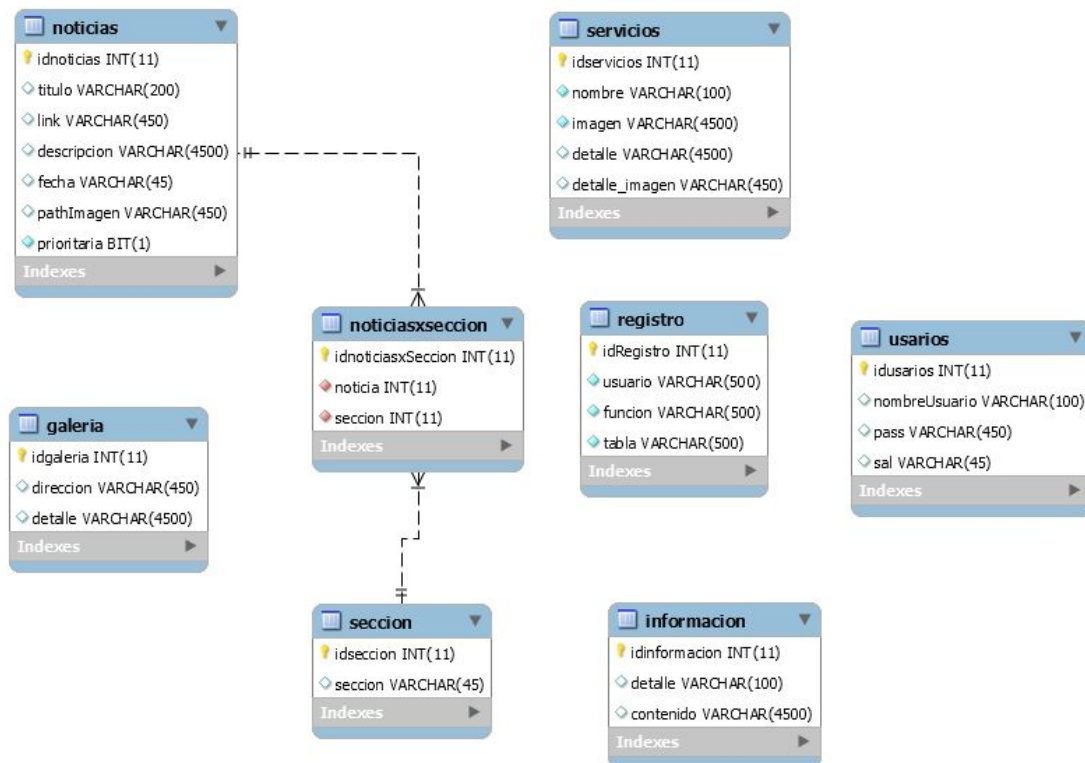 noticias
idnoticias INT(11)
titulo VARCHAR(200)
link VARCHAR(450)
descripcion VARCHAR(4500)
fecha VARCHAR(45)
pathImagen VARCHAR(450)
prioritaria BIT(1)
Indexes
servicios
idservicios INT(11)
nombre VARCHAR(100)
imagen VARCHAR(4500)
detalle VARCHAR(4500)
detalle_imagen VARCHAR(450)
Indexes
noticiasxseccion
idnoticiasxSeccion INT(11)
noticia INT(11)
seccion INT(11)
Indexes
registro
idRegistro INT(11)
usuario VARCHAR(500)
funcion VARCHAR(500)
tabla VARCHAR(500)
Indexes
usarios
idusarios INT(11)
nombreUsuario VARCHAR(100)
pass VARCHAR(450)
sal VARCHAR(45)
Indexes
galeria
idgaleria INT(11)
direccion VARCHAR(450)
detalle VARCHAR(4500)
Indexes
seccion
idseccion INT(11)
seccion VARCHAR(45)
Indexes
informacion
idinformacion INT(11)
detalle VARCHAR(100)
contenido VARCHAR(4500)
Indexes